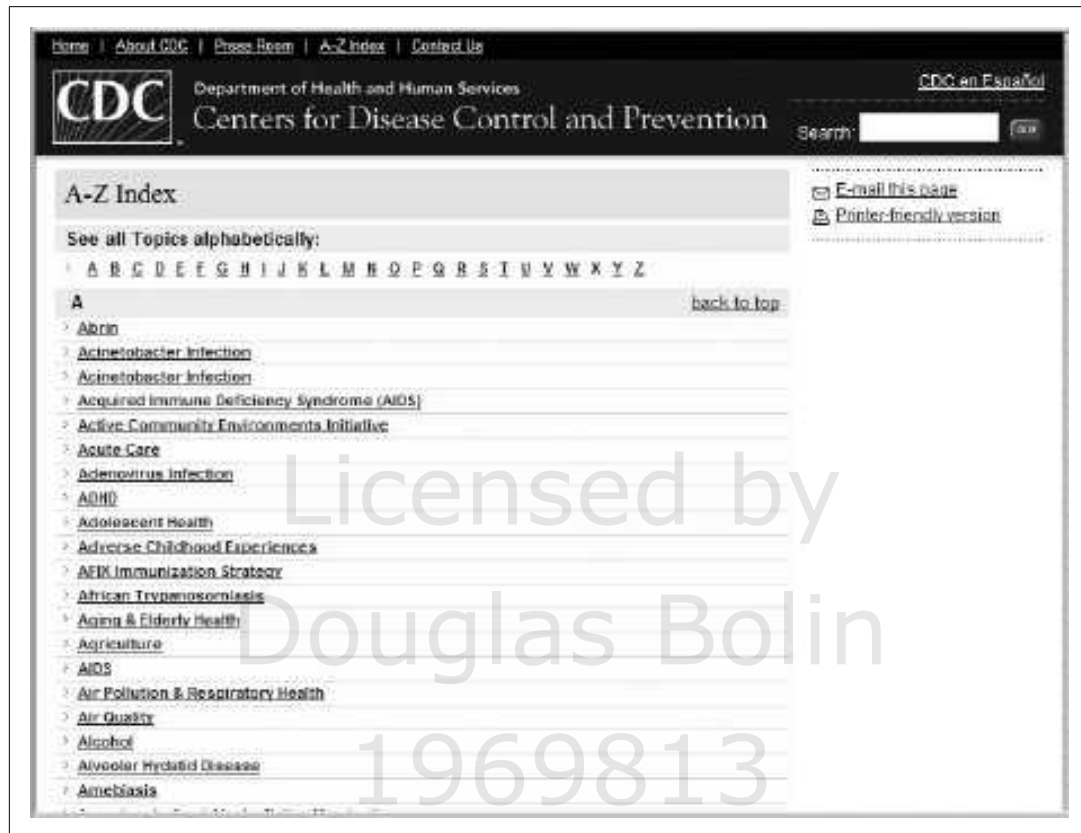 Home | About CDC | Press Room | A-Z Index | Contact Us
CDC
Department of Health and Human Services
Centers for Disease Control and Prevention
CDC en Español
Search:
A-Z Index
E-mail this page
Printer-friendly version
See all Topics alphabetically:
A B C D E F G H I J K L M N O P Q R S T U V W X Y Z
A back to top
Abrin
Acinetobacter Infection
Acinetobacter Infection
Acquired Immune Deficiency Syndrome (AIDS)
Active Community Environments Initiative
Acute Care
Adenovirus Infection
ADHD
Adolescent Health
Adverse Childhood Experiences
AFIX Immunization Strategy
African Trypanosomiasis
Aging & Elderly Health
Agriculture
AIDS
Air Pollution & Respiratory Health
Air Quality
Alcohol
Alveolar Hydatid Disease
Amebiasis
Licensed by
Douglas Bolin
1969813